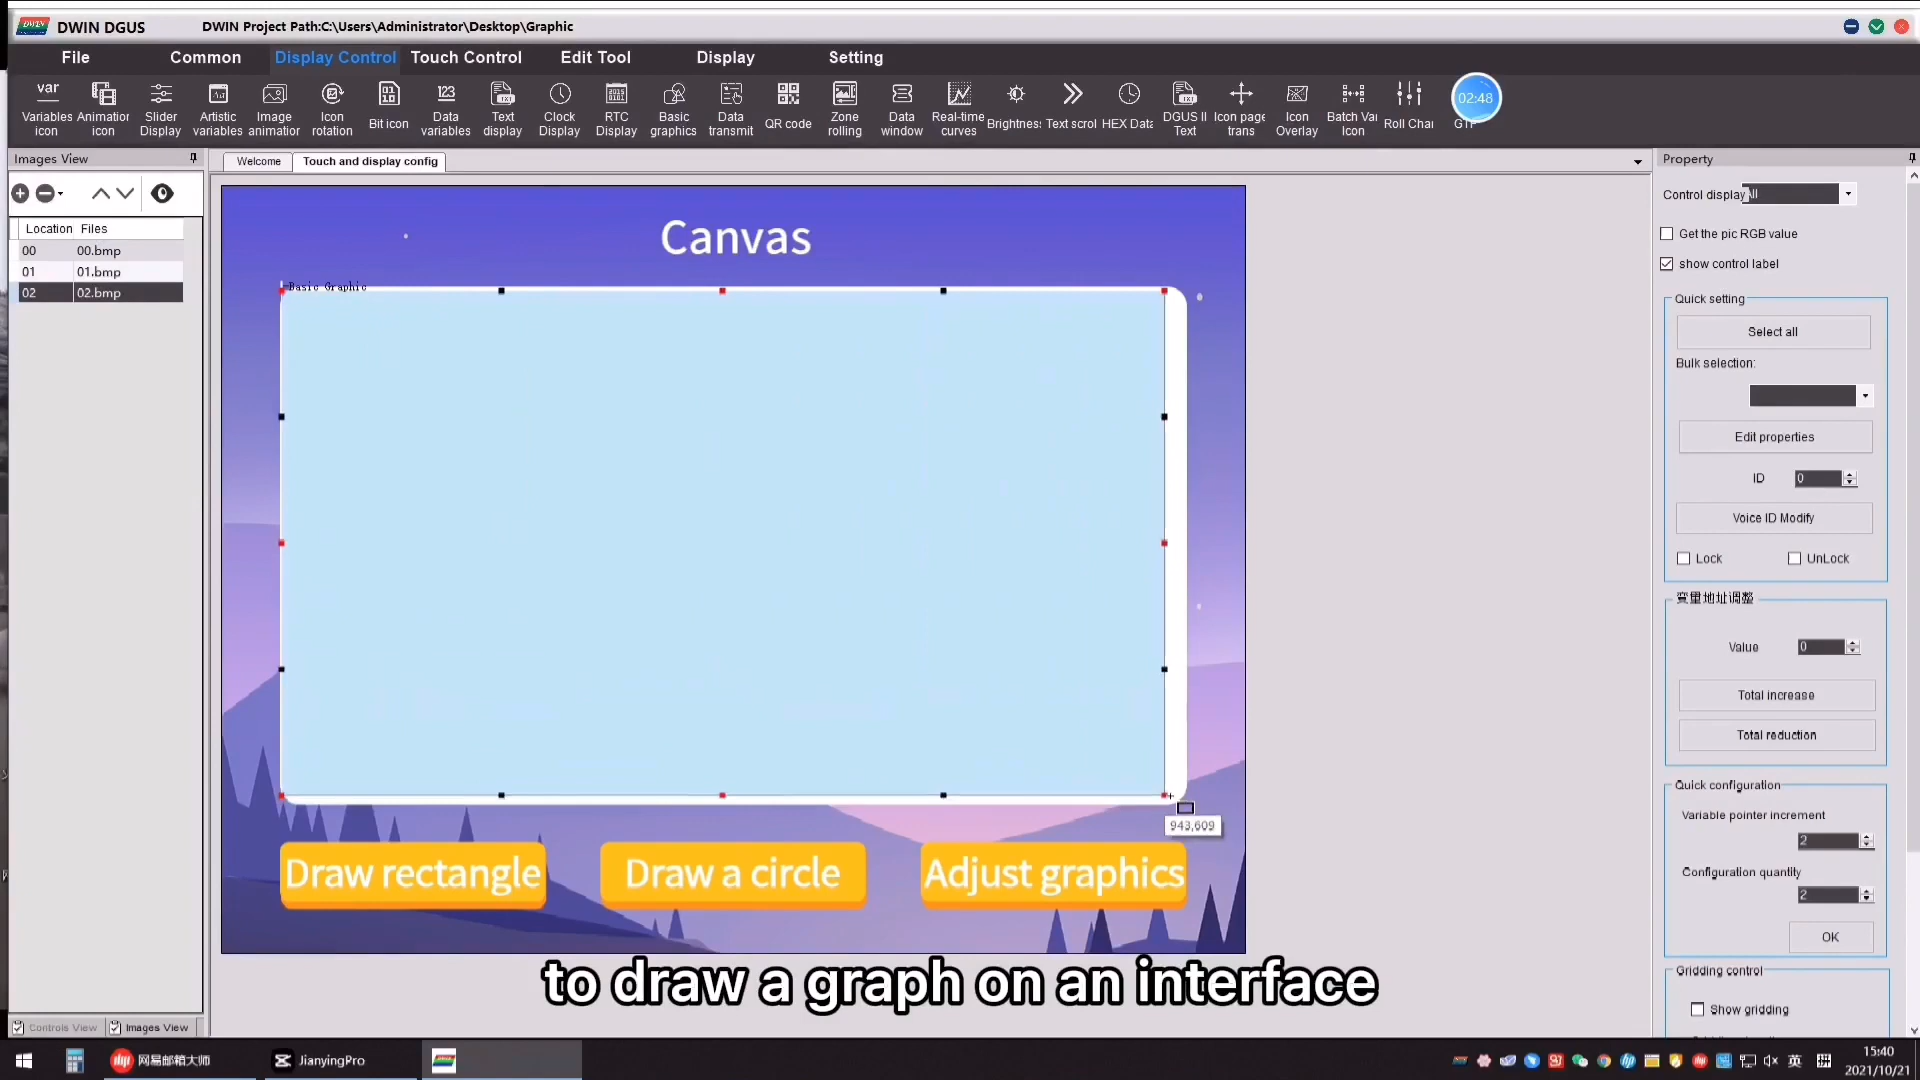 DWIN DGUS
DWIN Project Path:C:\Users\Administrator\Desktop\Graphic
File
Common
Display Control
Touch Control
Edit Tool
Display
Setting
Variables icon
Animation icon
Slider Display
Artistic variables
Image animation
Icon rotation
Bit icon
Data variables
Text display
Clock Display
RTC Display
Basic graphics
Data transmit
QR code
Zone rolling
Data window
Real-time curves
Brightness
Text scrol
HEX Data
DGUS II Text
Icon page trans
Icon Overlay
Batch Va Icon
Roll Char
02:48
Images View
Welcome
Touch and display config
Property
Location Files
00 00.bmp
01 01.bmp
02 02.bmp
Canvas
Basic Graphic
943,609
Draw rectangle
Draw a circle
Adjust graphics
to draw a graph on an interface
Control display
Get the pic RGB value
show control label
Quick setting
Select all
Bulk selection:
Edit properties
ID 0
Voice ID Modify
Lock UnLock
变量地址调整
Value 0
Total increase
Total reduction
Quick configuration
Variable pointer increment
2
Configuration quantity
2
OK
Gridding control
Show gridding
Controls View
Images View
网易邮箱大师
JianyingPro
英
拼
15:40
2021/10/21